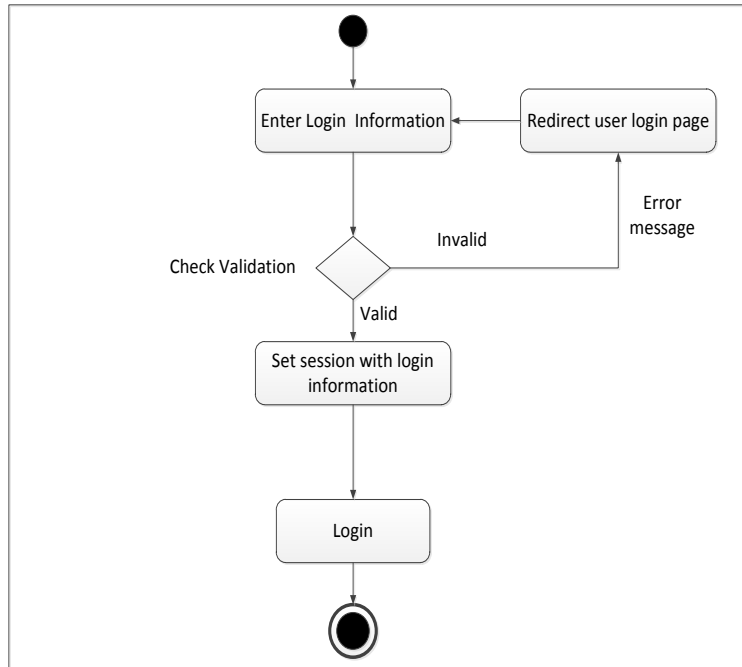 Enter Login Information
Redirect user login page
Error
message
Invalid
Check Validation
Valid
Set session with login
information
Login